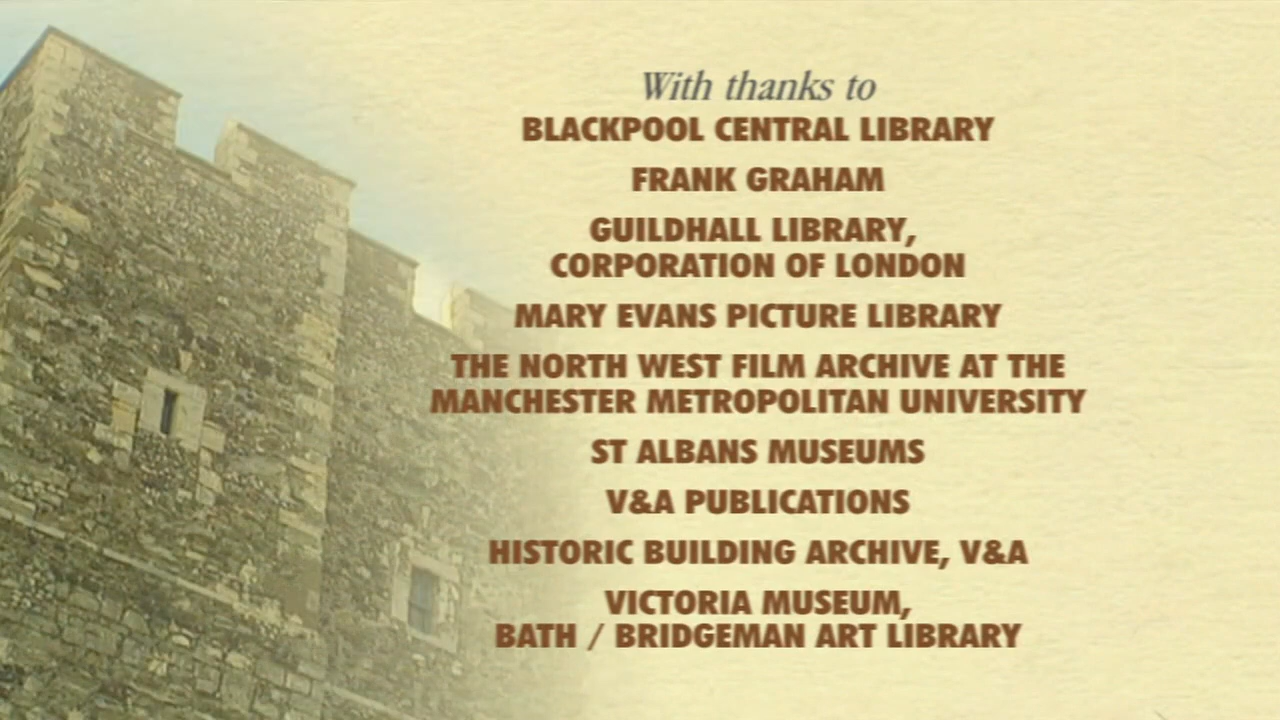 With thanks to
BLACKPOOL CENTRAL LIBRARY
FRANK GRAHAM
GUILDHALL LIBRARY,
CORPORATION OF LONDON
MARY EVANS PICTURE LIBRARY
THE NORTH WEST FILM ARCHIVE AT THE
MANCHESTER METROPOLITAN UNIVERSITY
ST ALBANS MUSEUMS
V&A PUBLICATIONS
HISTORIC BUILDING ARCHIVE, V&A
VICTORIA MUSEUM,
BATH / BRIDGEMAN ART LIBRARY